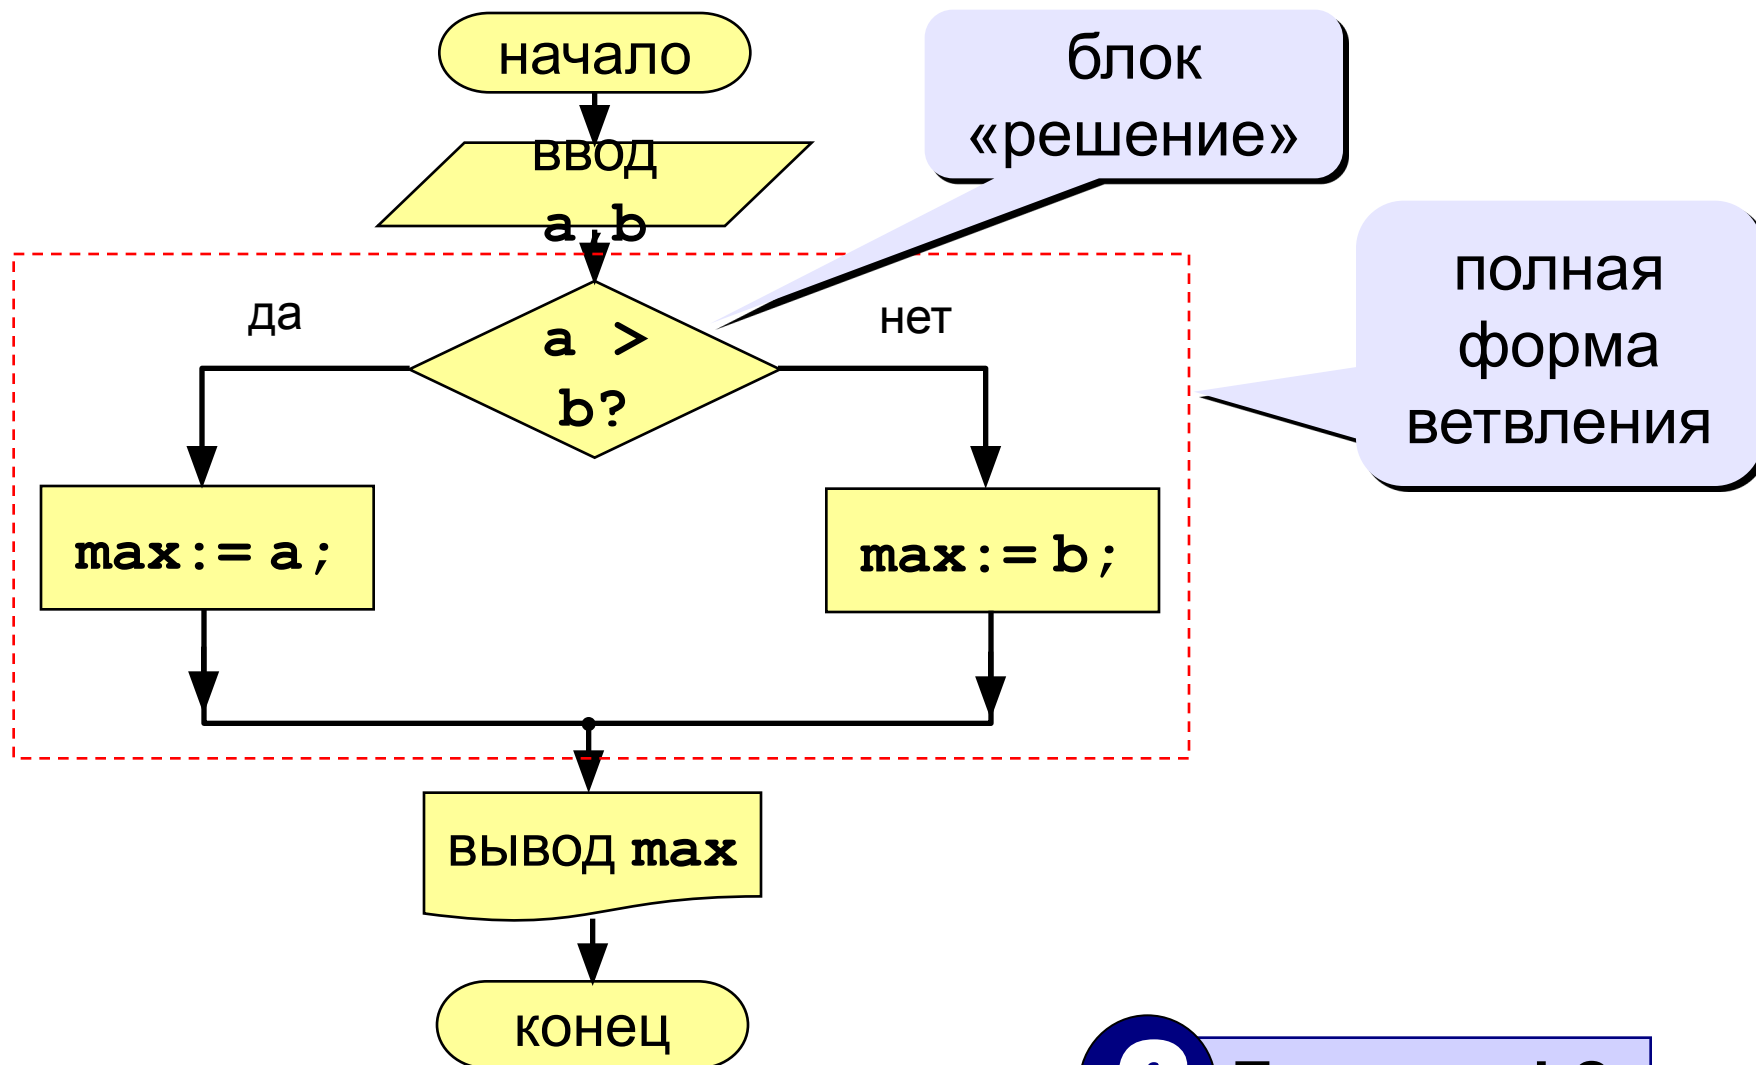 начало
блок
«решение»
ввод
a,b
полная
форма
ветвления
да
нет
a >
b?
max:= a;
max:= b;
вывод max
конец